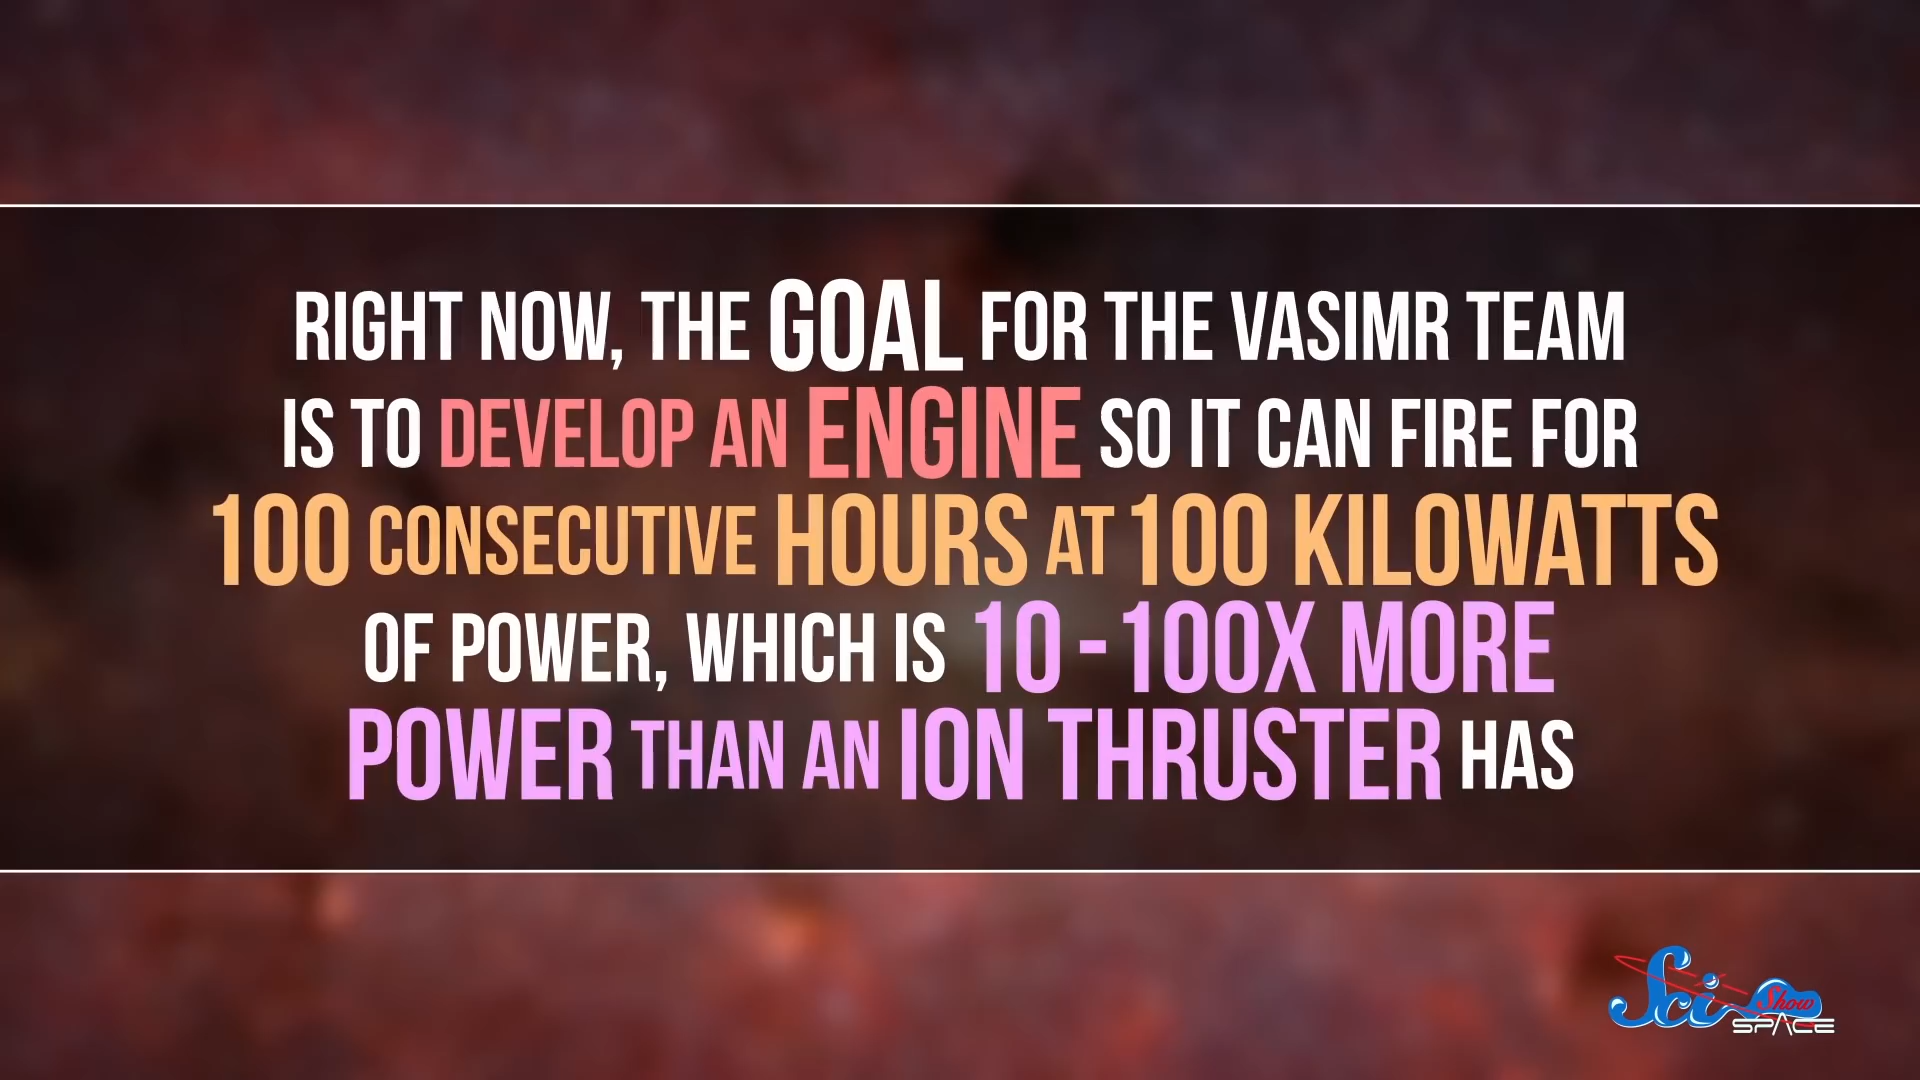 RIGHT NOW, THE GOAL FOR THE VASIMR TEAM
IS TO DEVELOP AN ENGINE SO IT CAN FIRE FOR
100 CONSECUTIVE HOURS AT 100 KILOWATTS
OF POWER, WHICH IS 10 - 100X MORE
POWER THAN AN ION THRUSTER HAS
Sci Show
SPACE